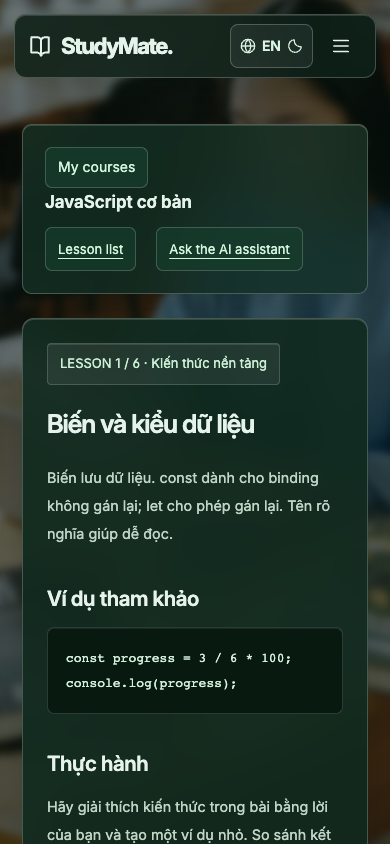 StudyMate.
EN
My courses
JavaScript cơ bản
Lesson list
Ask the AI assistant
LESSON 1 / 6 · Kiến thức nền tảng
Biến và kiểu dữ liệu
Biến lưu dữ liệu. const dành cho binding
không gán lại; let cho phép gán lại. Tên rõ
nghĩa giúp dễ đọc.
Ví dụ tham khảo
const progress = 3 / 6 * 100;
console.log(progress);
Thực hành
Hãy giải thích kiến thức trong bài bằng lời
của bạn và tạo một ví dụ nhỏ. So sánh kết